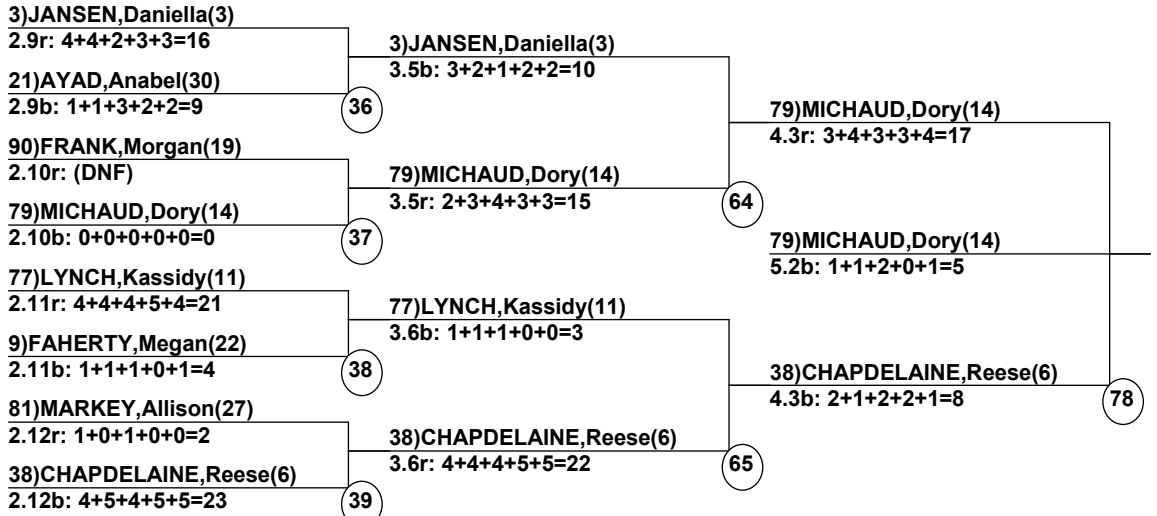 3)JANSEN,Daniella(3)
2.9r: 4+4+2+3+3=16
21)AYAD,Anabel(30)
2.9b: 1+1+3+2+2=9
36
90)FRANK,Morgan(19)
2.10r: (DNF)
79)MICHAUD,Dory(14)
2.10b: 0+0+0+0+0=0
37
77)LYNCH,Kassidy(11)
2.11r: 4+4+4+5+4=21
9)FAHERTY,Megan(22)
2.11b: 1+1+1+0+1=4
38
81)MARKEY,Allison(27)
2.12r: 1+0+1+0+0=2
38)CHAPDELAINE,Reese(6)
2.12b: 4+5+4+5+5=23
39
3)JANSEN,Daniella(3)
3.5b: 3+2+1+2+2=10
79)MICHAUD,Dory(14)
3.5r: 2+3+4+3+3=15
64
77)LYNCH,Kassidy(11)
3.6b: 1+1+1+0+0=3
38)CHAPDELAINE,Reese(6)
3.6r: 4+4+4+5+5=22
65
79)MICHAUD,Dory(14)
4.3r: 3+4+3+3+4=17
79)MICHAUD,Dory(14)
5.2b: 1+1+2+0+1=5
38)CHAPDELAINE,Reese(6)
4.3b: 2+1+2+2+1=8
78